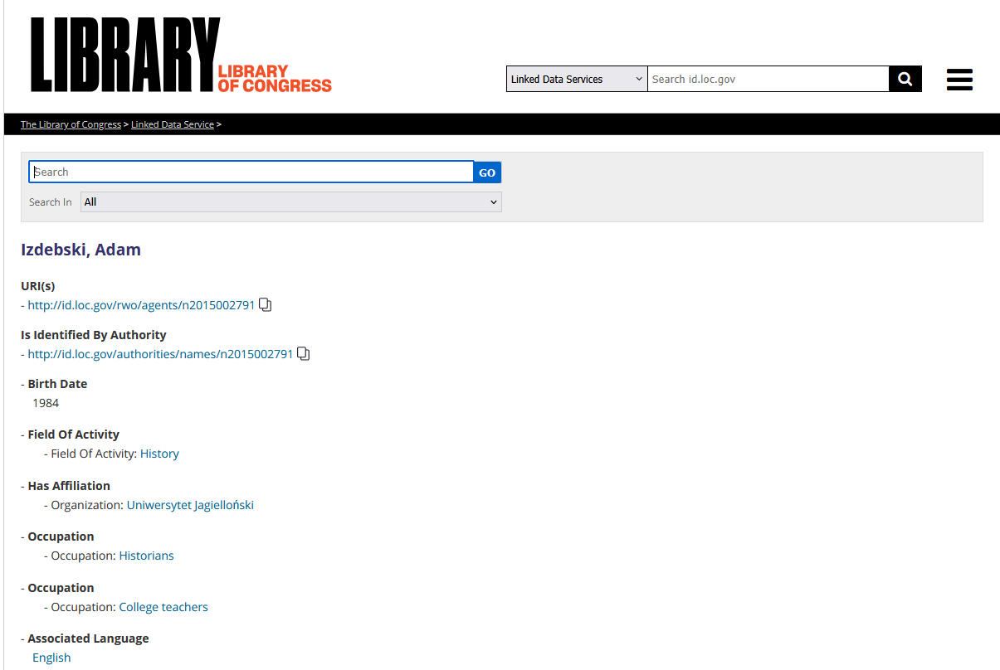 LIBRARY
LIBRARY
OF CONGRESS
Linked Data Services
Search id.loc.gov
The Library of Congress > Linked Data Service >
Search
GO
Search In
All
Izdebski, Adam
URI(s)
- http://id.loc.gov/rwo/agents/n2015002791
Is Identified By Authority
- http://id.loc.gov/authorities/names/n2015002791
- Birth Date
1984
- Field Of Activity
- Field Of Activity: History
- Has Affiliation
- Organization: Uniwersytet Jagielloński
- Occupation
- Occupation: Historians
- Occupation
- Occupation: College teachers
- Associated Language
English